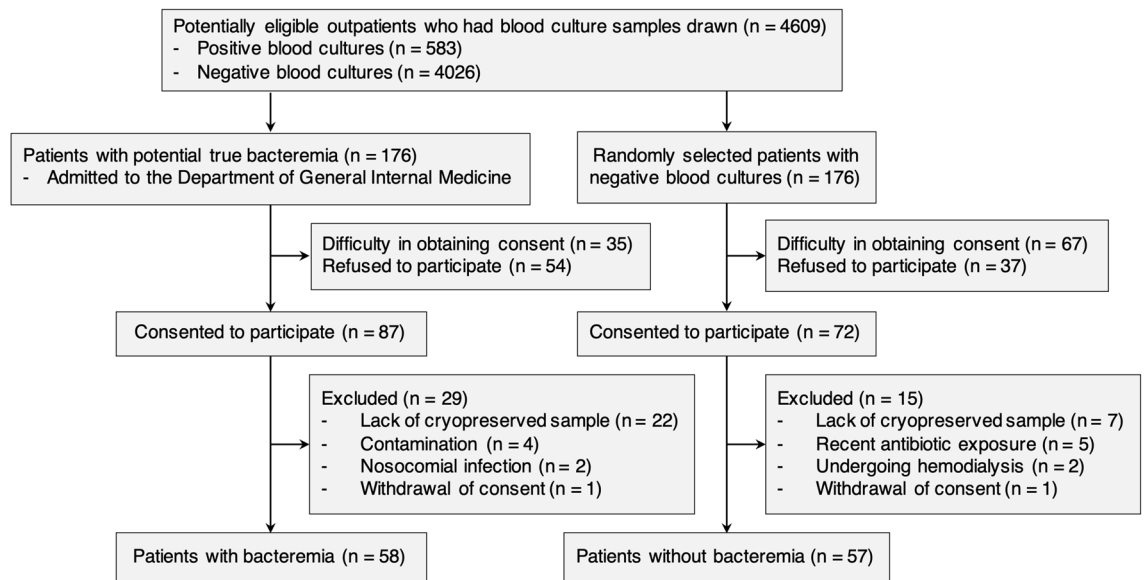 Potentially eligible outpatients who had blood culture samples drawn (n = 4609)
- Positive blood cultures (n = 583)
- Negative blood cultures (n = 4026)
Patients with potential true bacteremia (n = 176)
- Admitted to the Department of General Internal Medicine
Randomly selected patients with
negative blood cultures (n = 176)
Difficulty in obtaining consent (n = 35)
Refused to participate (n = 54)
Difficulty in obtaining consent (n = 67)
Refused to participate (n = 37)
Consented to participate (n = 87)
Consented to participate (n = 72)
Excluded (n = 29)
- Lack of cryopreserved sample (n = 22)
- Contamination (n = 4)
- Nosocomial infection (n = 2)
- Withdrawal of consent (n = 1)
Excluded (n = 15)
- Lack of cryopreserved sample (n = 7)
- Recent antibiotic exposure (n = 5)
- Undergoing hemodialysis (n = 2)
- Withdrawal of consent (n = 1)
Patients with bacteremia (n = 58)
Patients without bacteremia (n = 57)